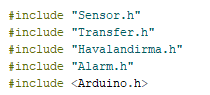 #include "Sensor.h"
#include "Transfer.h"
#include "Havalandirma.h"
#include "Alarm.h"
#include <Arduino.h>